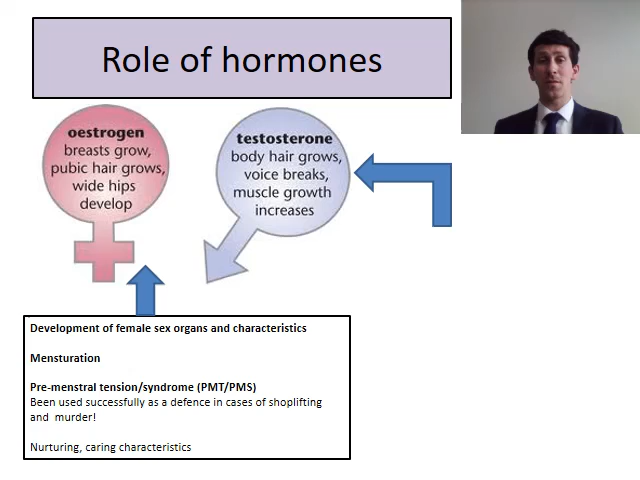 Role of hormones
oestrogen
breasts grow,
pubic hair grows,
wide hips
develop
testosterone
body hair grows,
voice breaks,
muscle growth
increases
Development of female sex organs and characteristics
Mensturation
Pre-menstral tension/syndrome (PMT/PMS)
Been used successfully as a defence in cases of shoplifting
and murder!
Nurturing, caring characteristics